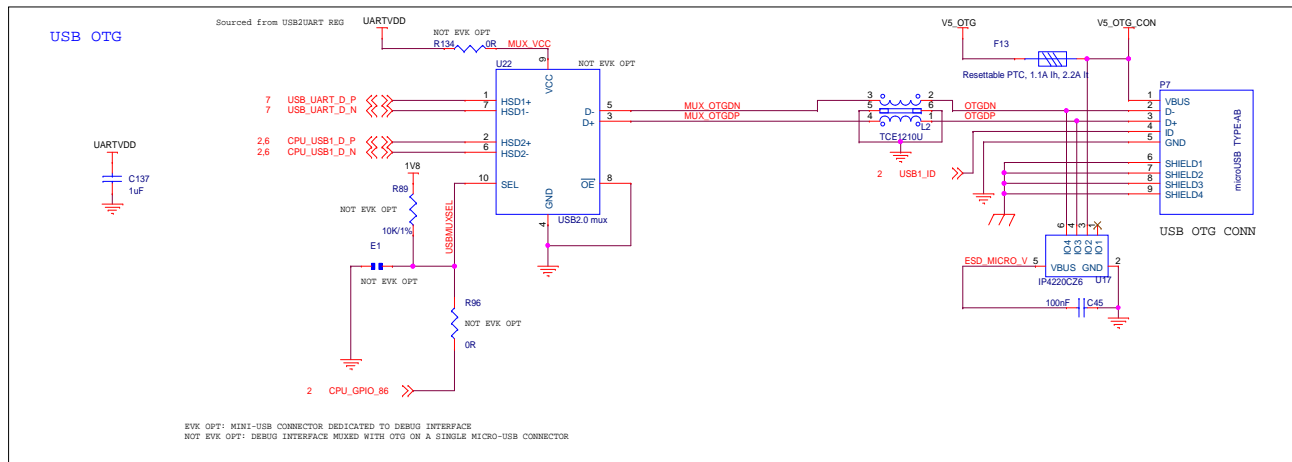 USB OTG
Sourced from USB2UART REG
UARTVDD
NOT EVK OPT
R134 0R MUX_VCC
U22
NOT EVK OPT
9
VCC
7 USB_UART_D_P
7 USB_UART_D_N
1 HSD1+
7 HSD1-
2,6 CPU_USB1_D_P
2,6 CPU_USB1_D_N
2 HSD2+
6 HSD2-
10 SEL
D- 5
D+ 3
OE 8
GND
4
USB2.0 mux
MUX_OTGDN
MUX_OTGDP
UARTVDD
C137
1uF
1V8
R89
NOT EVK OPT
10K/1%
USBMUXSEL
E1
NOT EVK OPT
R96
NOT EVK OPT
0R
2 CPU_GPIO_86
3 2
5 6
4 1
L2
TCE1210U
OTGDN
OTGDP
V5_OTG
V5_OTG_CON
F13
Resettable PTC, 1.1A Ih, 2.2A It
P7
1 VBUS
2 D-
3 D+
4 ID
5 GND
6 SHIELD1
7 SHIELD2
8 SHIELD3
9 SHIELD4
microUSB TYPE-AB
USB OTG CONN
2 USB1_ID
6 4 3 1
IO4 IO3 IO2 IO1
ESD_MICRO_V
5 VBUS GND 2
U17
IP4220CZ6
100nF C45
EVK OPT: MINI-USB CONNECTOR DEDICATED TO DEBUG INTERFACE
NOT EVK OPT: DEBUG INTERFACE MUXED WITH OTG ON A SINGLE MICRO-USB CONNECTOR